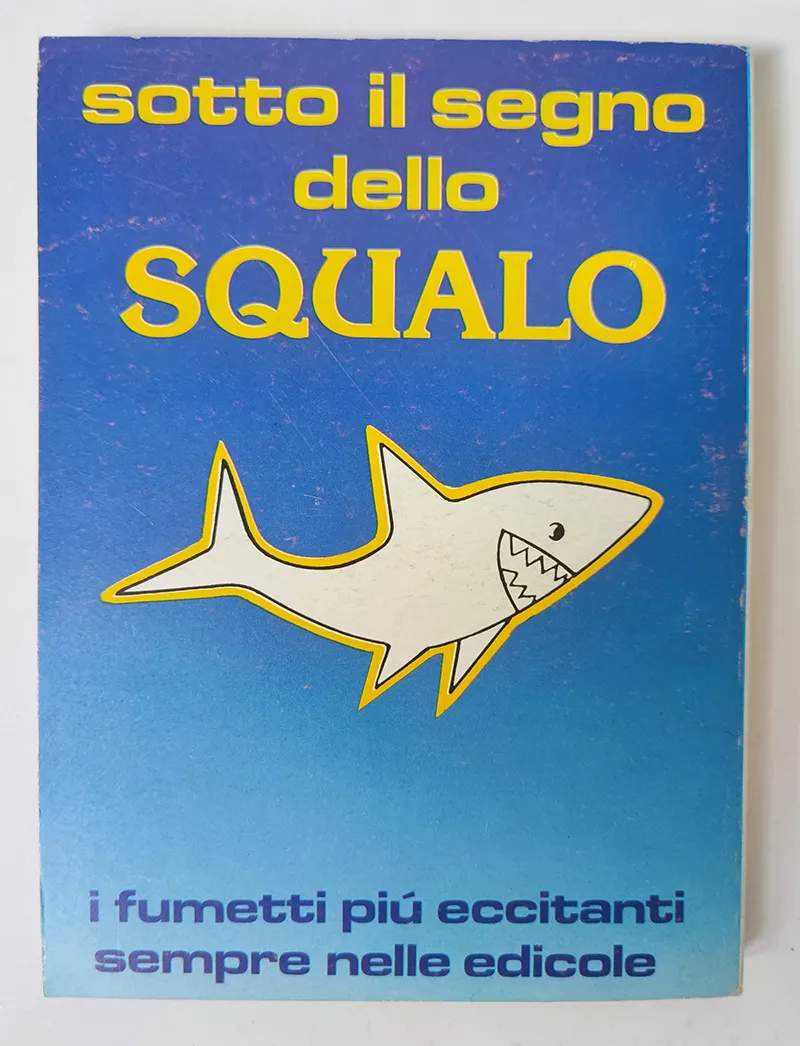 sotto il segno
dello
SQUALO
i fumetti piú eccitanti
sempre nelle edicole